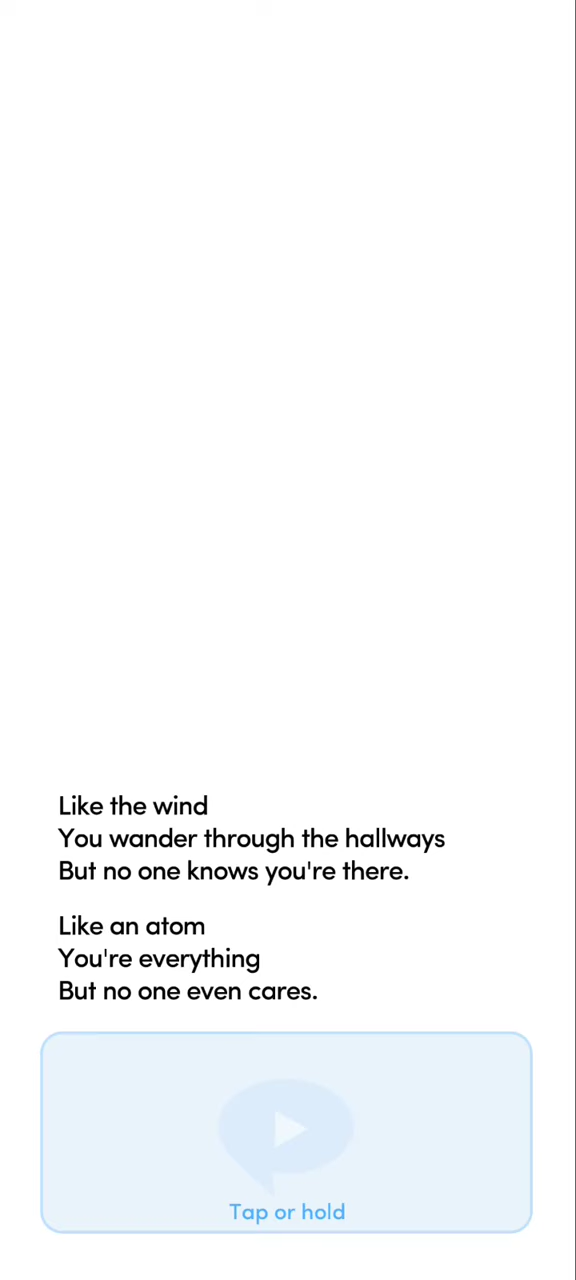 Like the wind
You wander through the hallways
But no one knows you're there.
Like an atom
You're everything
But no one even cares.
Tap or hold